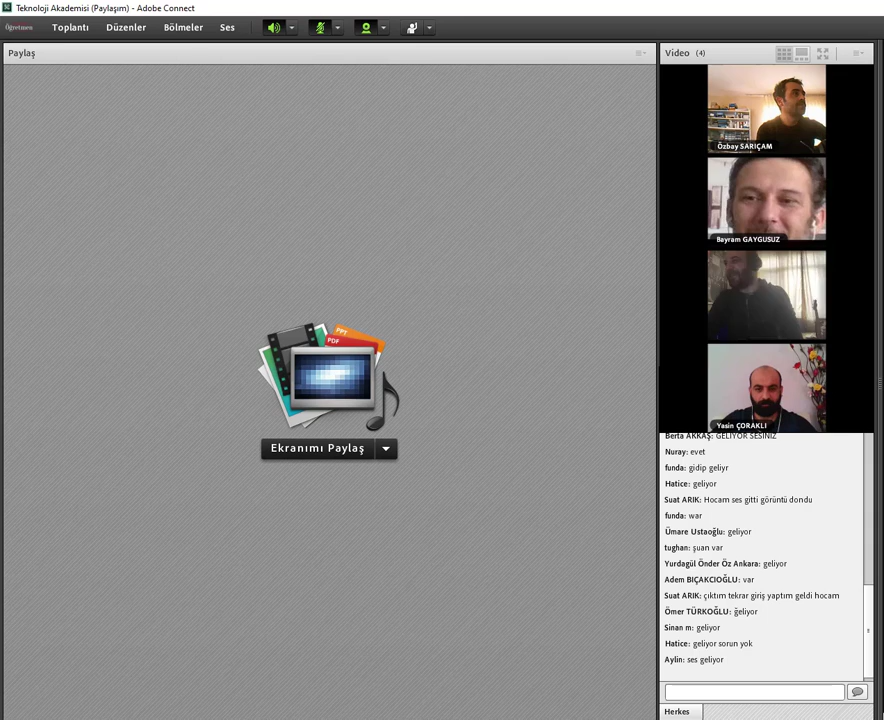 Teknoloji Akademisi (Paylaşım) - Adobe Connect
Öğretmen Toplantı Düzenler Bölmeler Ses
Paylaş
Video (4)
Özbay SARIÇAM
Bayram GAYGUSUZ
Yasin ÇORAKLI
PPT
PDF
Ekranımı Paylaş
Berta AKKAŞ: GELİYOR SESİNİZ
Nuray: evet
funda: gidip geliyr
Hatice: geliyor
Suat ARIK: Hocam ses gitti görüntü dondu
funda: war
Ümare Ustaoğlu: geliyor
tughan: şuan var
Yurdagül Önder Öz Ankara: geliyor
Adem BIÇAKCIOĞLU: var
Suat ARIK: çıktım tekrar giriş yaptım geldi hocam
Ömer TÜRKOĞLU: ğeliyor
Sinan m: geliyor
Hatice: geliyor sorun yok
Aylin: ses geliyor
Herkes